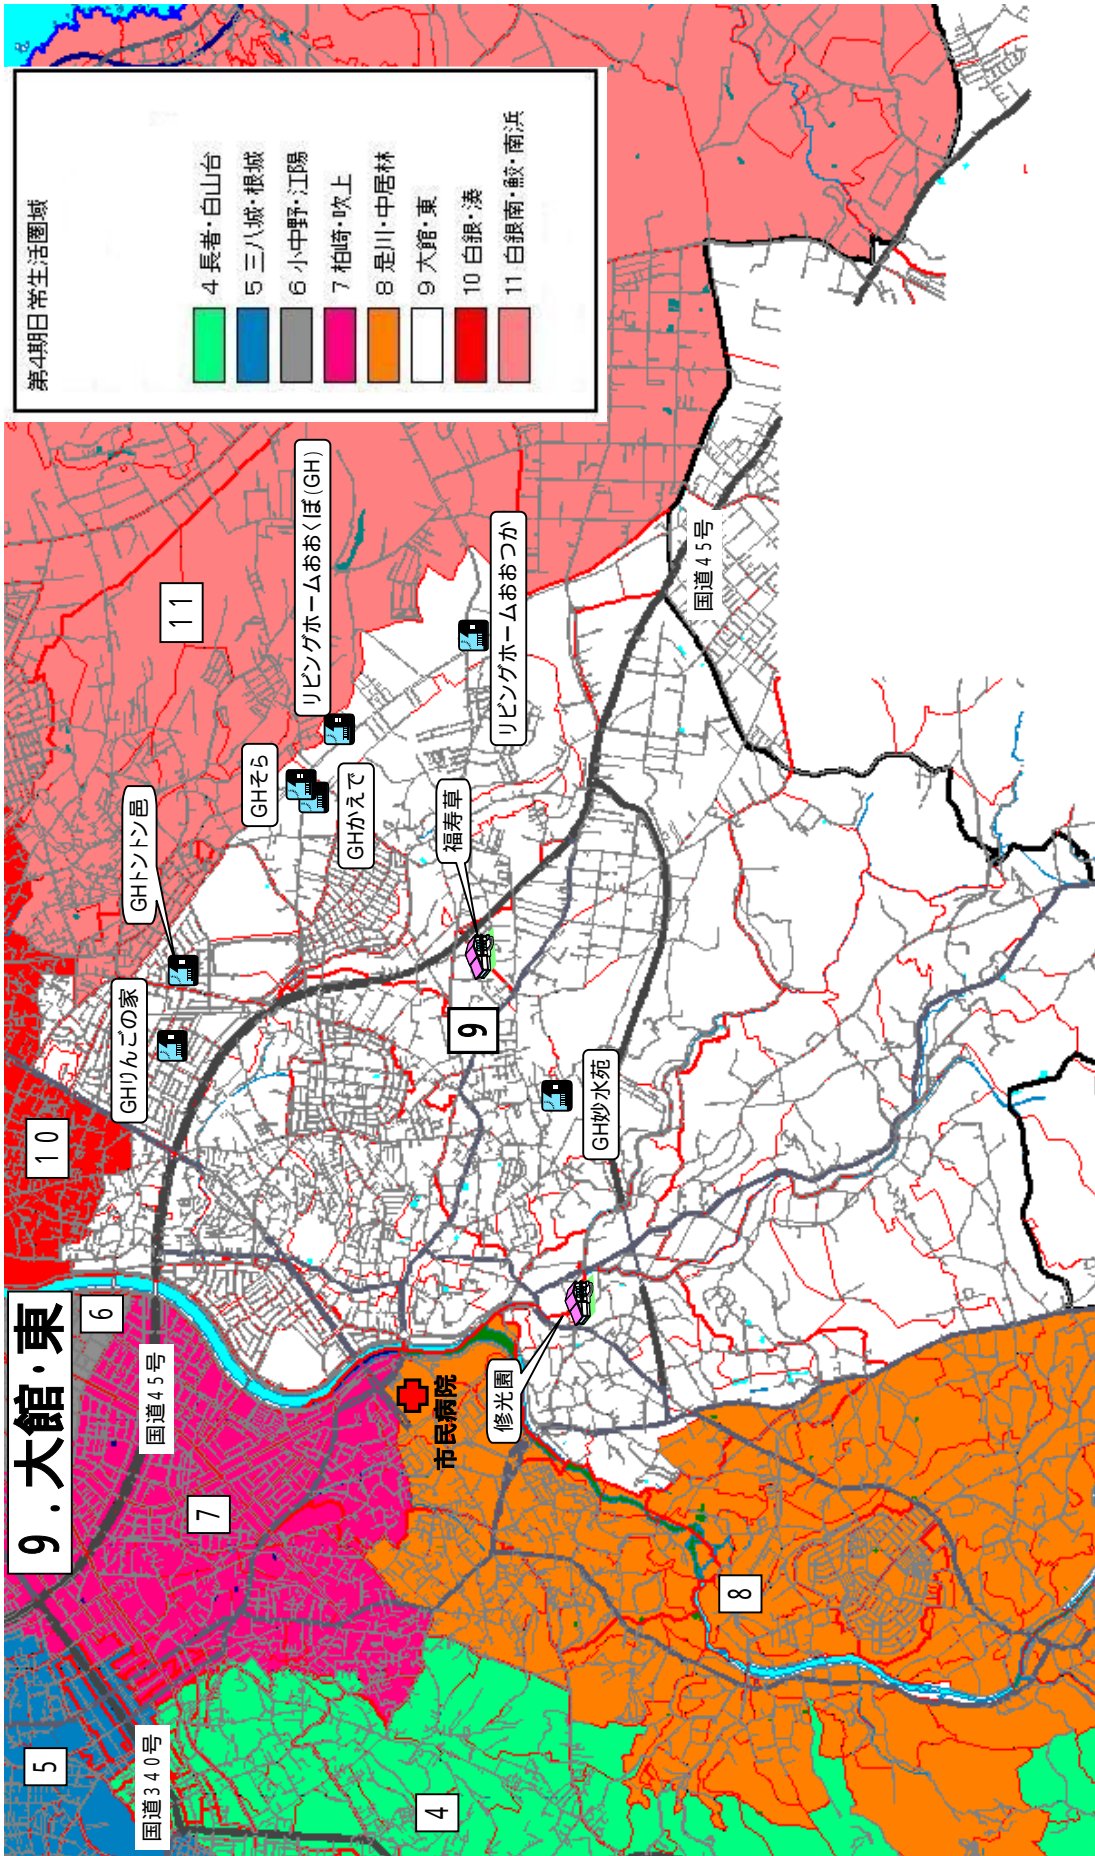 9．大館・東
第4期日常生活圏域
4 長者・白山台
5 三八城・根城
6 小中野・江陽
7 柏崎・吹上
8 是川・中居林
9 大館・東
10 白銀・湊
11 白銀南・鮫・南浜
5
国道340号
4
6
国道45号
7
市民病院
8
修光園
10
GHりんごの家
GHトントン邑
11
GHそら
GHかえで
リビングホームおおくぼ(GH)
リビングホームおおつか
福寿草
9
GH妙水苑
国道45号